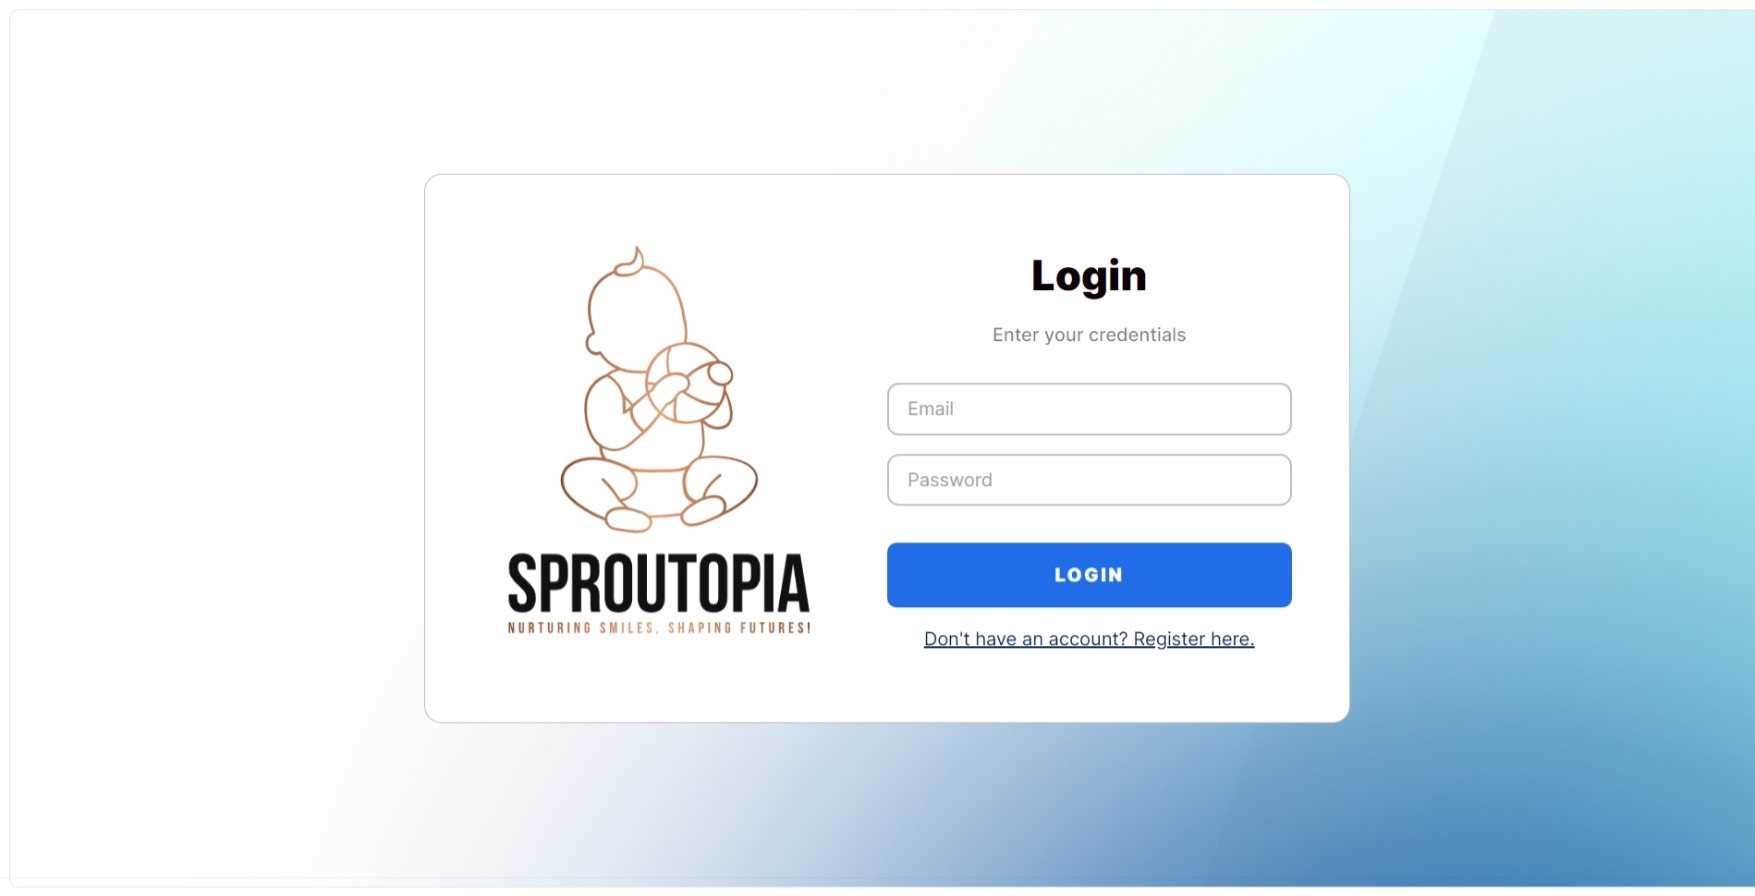 SPROUTOPIA
NURTURING SMILES, SHAPING FUTURES!
Login
Enter your credentials
Email
Password
LOGIN
Don't have an account? Register here.